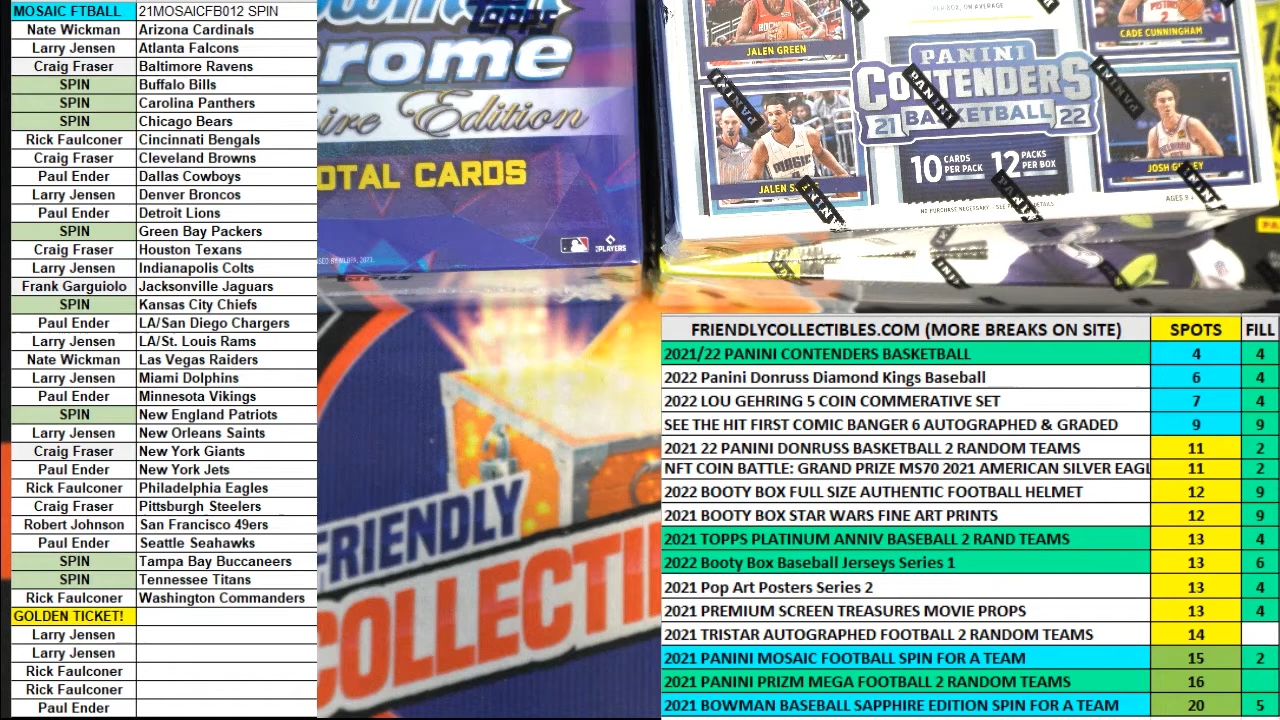 MOSAIC FTBALL 21MOSAICFB012 SPIN
Nate Wickman Arizona Cardinals
Larry Jensen Atlanta Falcons
Craig Fraser Baltimore Ravens
SPIN Buffalo Bills
SPIN Carolina Panthers
SPIN Chicago Bears
Rick Faulconer Cincinnati Bengals
Craig Fraser Cleveland Browns
Paul Ender Dallas Cowboys
Larry Jensen Denver Broncos
Paul Ender Detroit Lions
SPIN Green Bay Packers
Craig Fraser Houston Texans
Larry Jensen Indianapolis Colts
Frank Garguiolo Jacksonville Jaguars
SPIN Kansas City Chiefs
Paul Ender LA/San Diego Chargers
Larry Jensen LA/St. Louis Rams
Nate Wickman Las Vegas Raiders
Larry Jensen Miami Dolphins
Paul Ender Minnesota Vikings
SPIN New England Patriots
Larry Jensen New Orleans Saints
Craig Fraser New York Giants
Paul Ender New York Jets
Rick Faulconer Philadelphia Eagles
Craig Fraser Pittsburgh Steelers
Robert Johnson San Francisco 49ers
Paul Ender Seattle Seahawks
SPIN Tampa Bay Buccaneers
SPIN Tennessee Titans
Rick Faulconer Washington Commanders
GOLDEN TICKET!
Larry Jensen
Larry Jensen
Rick Faulconer
Rick Faulconer
Paul Ender
Topps
rome
ire Edition
OTAL CARDS
PLAYERS
FRIENDLY
COLLECTI
PER BOX, ON AVERAGE
JALEN GREEN
CADE CUNNINGHAM
PANINI
CONTENDERS
21 BASKETBALL 22
10 CARDS PER PACK 12 PACKS PER BOX
JALEN
JOSH
AGES 9
NO PURCHASE NECESSARY
PANINI
FRIENDLYCOLLECTIBLES.COM (MORE BREAKS ON SITE) SPOTS FILL
2021/22 PANINI CONTENDERS BASKETBALL 4 4
2022 Panini Donruss Diamond Kings Baseball 6 4
2022 LOU GEHRING 5 COIN COMMERATIVE SET 7 4
SEE THE HIT FIRST COMIC BANGER 6 AUTOGRAPHED & GRADED 9 9
2021 22 PANINI DONRUSS BASKETBALL 2 RANDOM TEAMS 11 2
NFT COIN BATTLE: GRAND PRIZE MS70 2021 AMERICAN SILVER EAGL 11 2
2022 BOOTY BOX FULL SIZE AUTHENTIC FOOTBALL HELMET 12 9
2021 BOOTY BOX STAR WARS FINE ART PRINTS 12 9
2021 TOPPS PLATINUM ANNIV BASEBALL 2 RAND TEAMS 13 4
2022 Booty Box Baseball Jerseys Series 1 13 6
2021 Pop Art Posters Series 2 13 4
2021 PREMIUM SCREEN TREASURES MOVIE PROPS 13 4
2021 TRISTAR AUTOGRAPHED FOOTBALL 2 RANDOM TEAMS 14
2021 PANINI MOSAIC FOOTBALL SPIN FOR A TEAM 15 2
2021 PANINI PRIZM MEGA FOOTBALL 2 RANDOM TEAMS 16
2021 BOWMAN BASEBALL SAPPHIRE EDITION SPIN FOR A TEAM 20 5